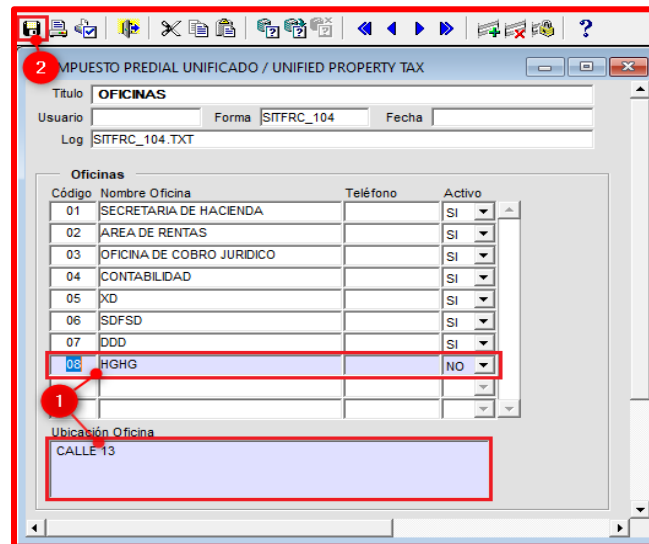 ?
2
MPUESTO PREDIAL UNIFICADO / UNIFIED PROPERTY TAX
Titulo OFICINAS
Usuario Forma SITFRC_104 Fecha
Log SITFRC_104.TXT
Oficinas
Código Nombre Oficina Teléfono Activo
01 SECRETARIA DE HACIENDA SI
02 AREA DE RENTAS SI
03 OFICINA DE COBRO JURIDICO SI
04 CONTABILIDAD SI
05 XD SI
06 SDFSD SI
07 DDD SI
08 HGHG NO
1
Ubicación Oficina
CALLE 13